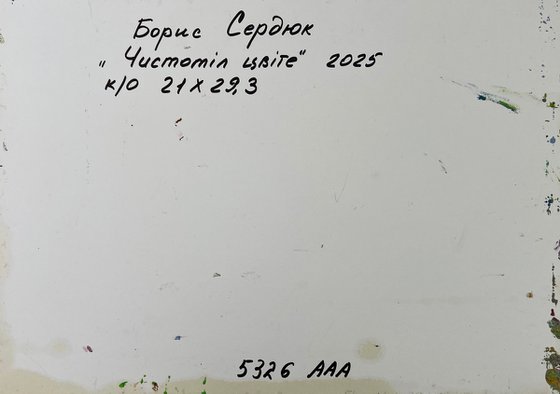 Борис Сердюк
„Чистотіл цвіте" 2025
к/о 21 х 29,3
5326 ААА